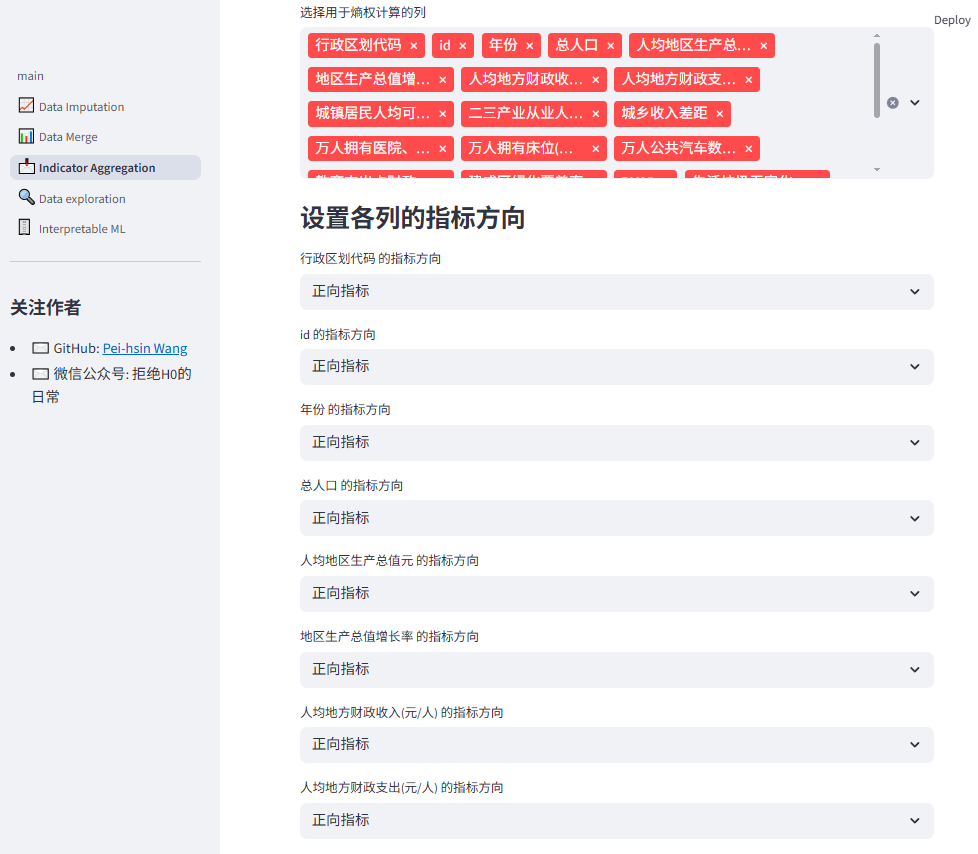 main
Data Imputation
Data Merge
Indicator Aggregation
Data exploration
Interpretable ML
关注作者
GitHub: Pei-hsin Wang
微信公众号: 拒绝H0的
日常
Deploy
选择用于熵权计算的列
行政区划代码 × id × 年份 × 总人口 × 人均地区生产总… ×
地区生产总值增… × 人均地方财政收… × 人均地方财政支… ×
城镇居民人均可… × 二三产业从业人… × 城乡收入差距 ×
万人拥有医院、… × 万人拥有床位(… × 万人公共汽车数… ×
设置各列的指标方向
行政区划代码 的指标方向
正向指标
id 的指标方向
正向指标
年份 的指标方向
正向指标
总人口 的指标方向
正向指标
人均地区生产总值元 的指标方向
正向指标
地区生产总值增长率 的指标方向
正向指标
人均地方财政收入(元/人) 的指标方向
正向指标
人均地方财政支出(元/人) 的指标方向
正向指标